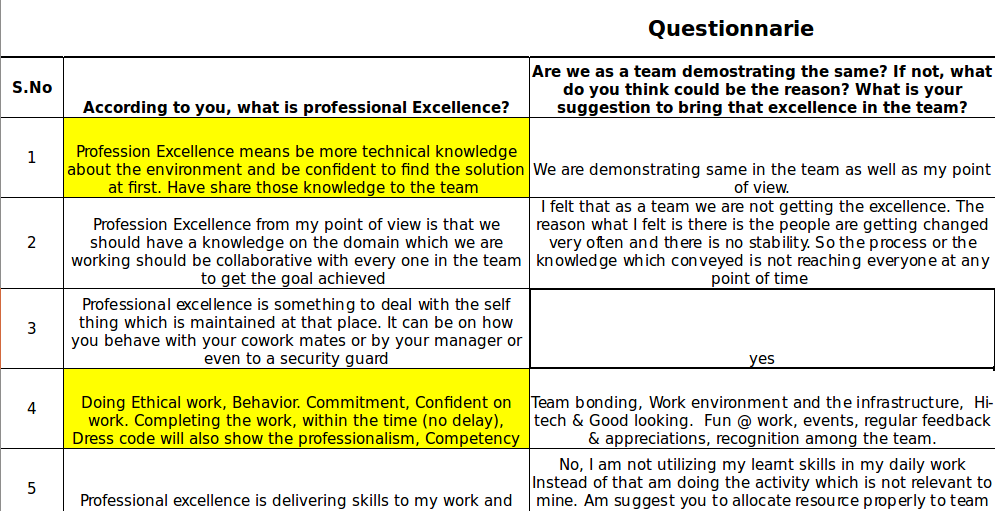 Questionnarie
S.No
According to you, what is professional Excellence?
Are we as a team demostrating the same? If not, what
do you think could be the reason? What is your
suggestion to bring that excellence in the team?
1
Profession Excellence means be more technical knowledge
about the environment and be confident to find the solution
at first. Have share those knowledge to the team
We are demonstrating same in the team as well as my point
of view.
2
Profession Excellence from my point of view is that we
should have a knowledge on the domain which we are
working should be collaborative with every one in the team
to get the goal achieved
I felt that as a team we are not getting the excellence. The
reason what I felt is there is the people are getting changed
very often and there is no stability. So the process or the
knowledge which conveyed is not reaching everyone at any
point of time
3
Professional excellence is something to deal with the self
thing which is maintained at that place. It can be on how
you behave with your cowork mates or by your manager or
even to a security guard
yes
4
Doing Ethical work, Behavior. Commitment, Confident on
work. Completing the work, within the time (no delay),
Dress code will also show the professionalism, Competency
Team bonding, Work environment and the infrastructure,  Hi-
tech & Good looking.  Fun @ work, events, regular feedback
& appreciations, recognition among the team.
5
Professional excellence is delivering skills to my work and
No, I am not utilizing my learnt skills in my daily work
Instead of that am doing the activity which is not relevant to
mine. Am suggest you to allocate resource properly to team